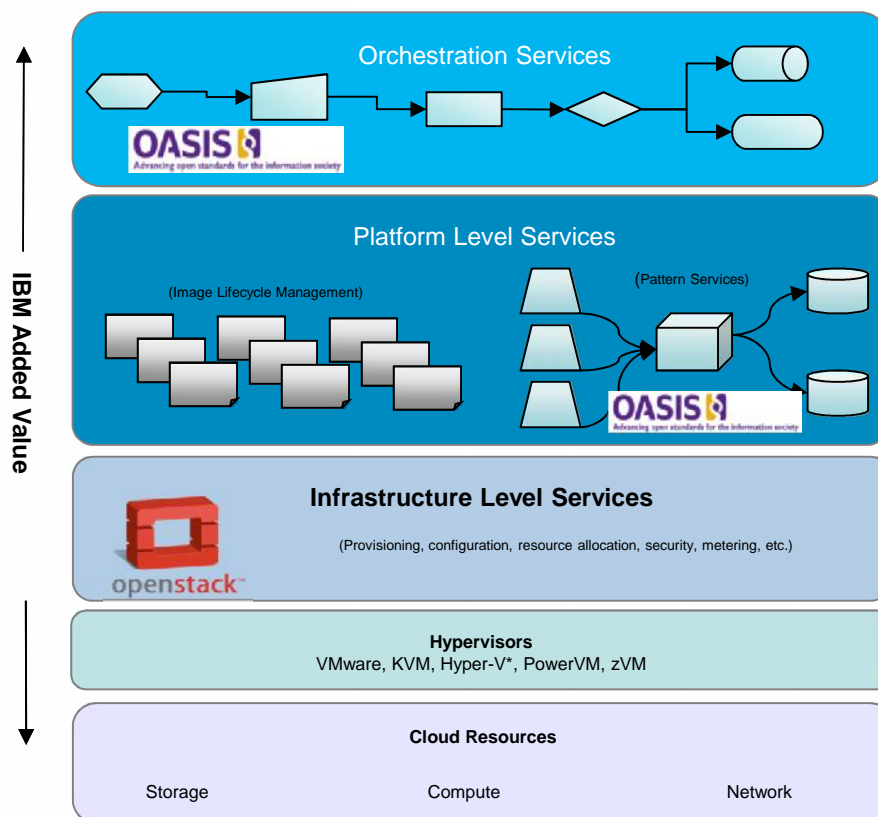 Orchestration Services
OASIS
Advancing open standards for the information society
Platform Level Services
(Image Lifecycle Management)
(Pattern Services)
OASIS
Advancing open standards for the information society
IBM Added Value
Infrastructure Level Services
(Provisioning, configuration, resource allocation, security, metering, etc.)
openstack™
Hypervisors
VMware, KVM, Hyper-V*, PowerVM, zVM
Cloud Resources
Storage Compute Network